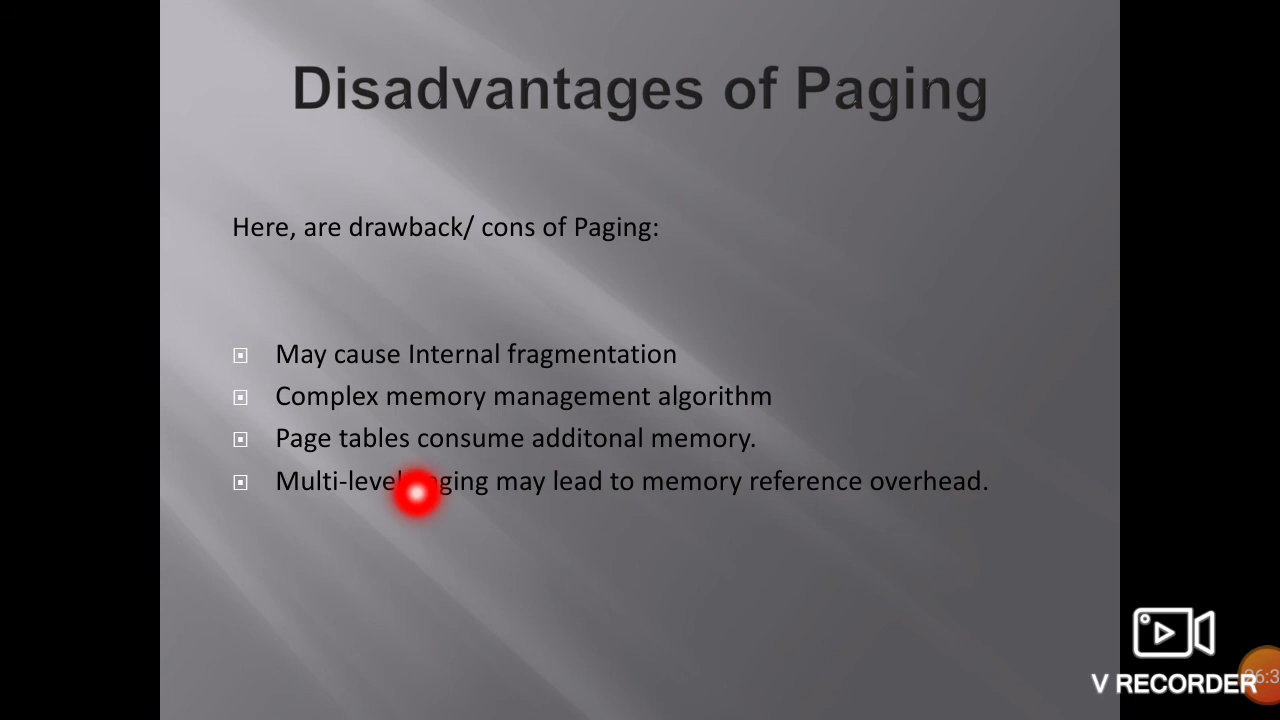 Disadvantages of Paging
Here, are drawback/ cons of Paging:
May cause Internal fragmentation
Complex memory management algorithm
Page tables consume additonal memory.
Multi-level may lead to memory reference overhead.
V RECORDER